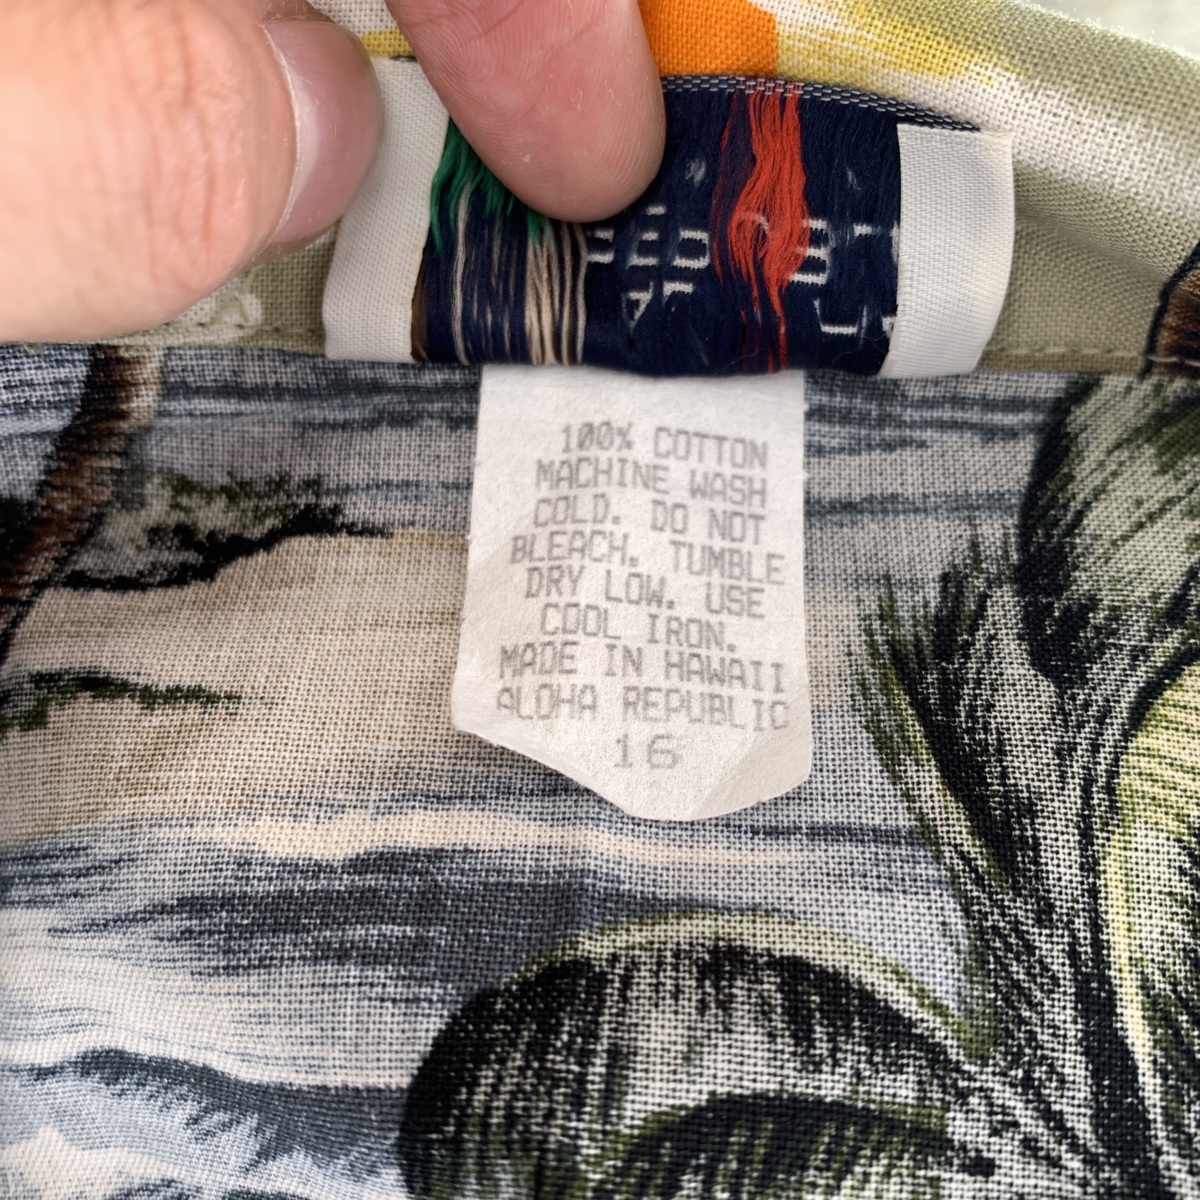 100% COTTON
MACHINE WASH
COLD. DO NOT
BLEACH. TUMBLE
DRY LOW. USE
COOL IRON.
MADE IN HAWAII
ALOHA REPUBLIC
16